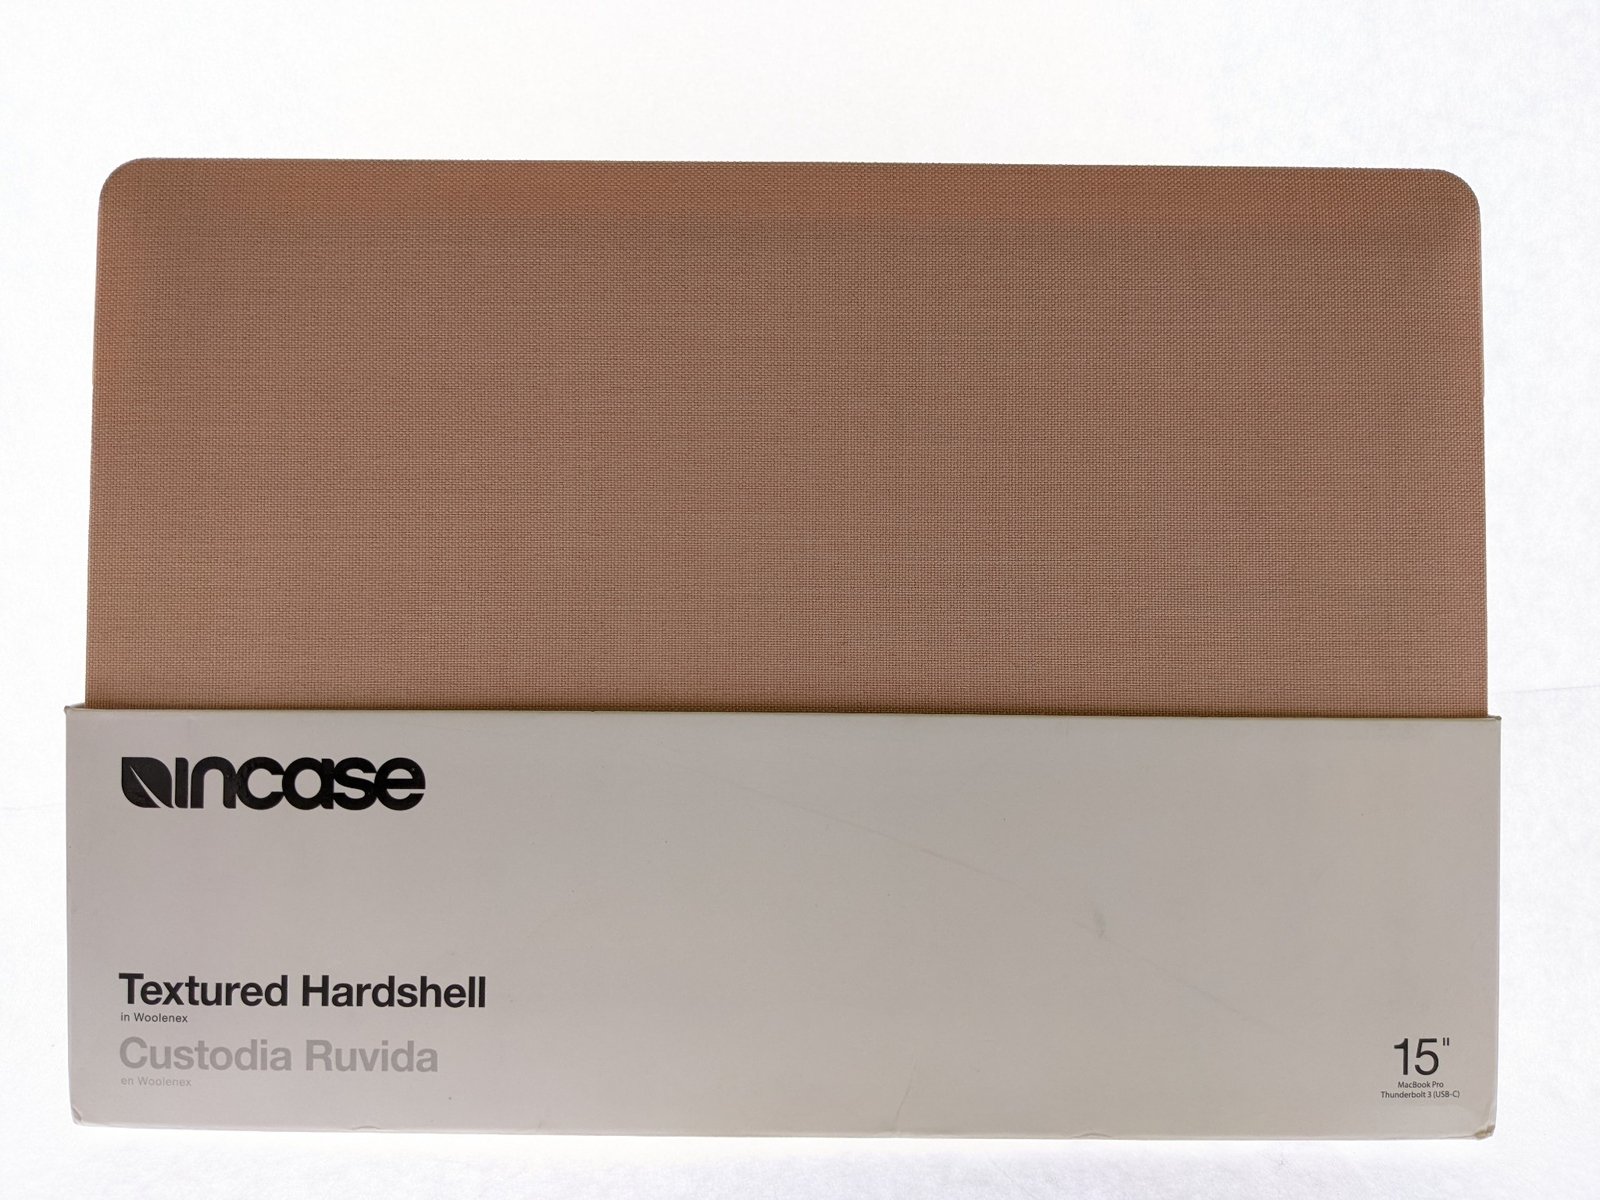 incase
Textured Hardshell
in Woolenex
Custodia Ruvida
en Woolenex
15"
MacBook Pro
Thunderbolt 3 (USB-C)